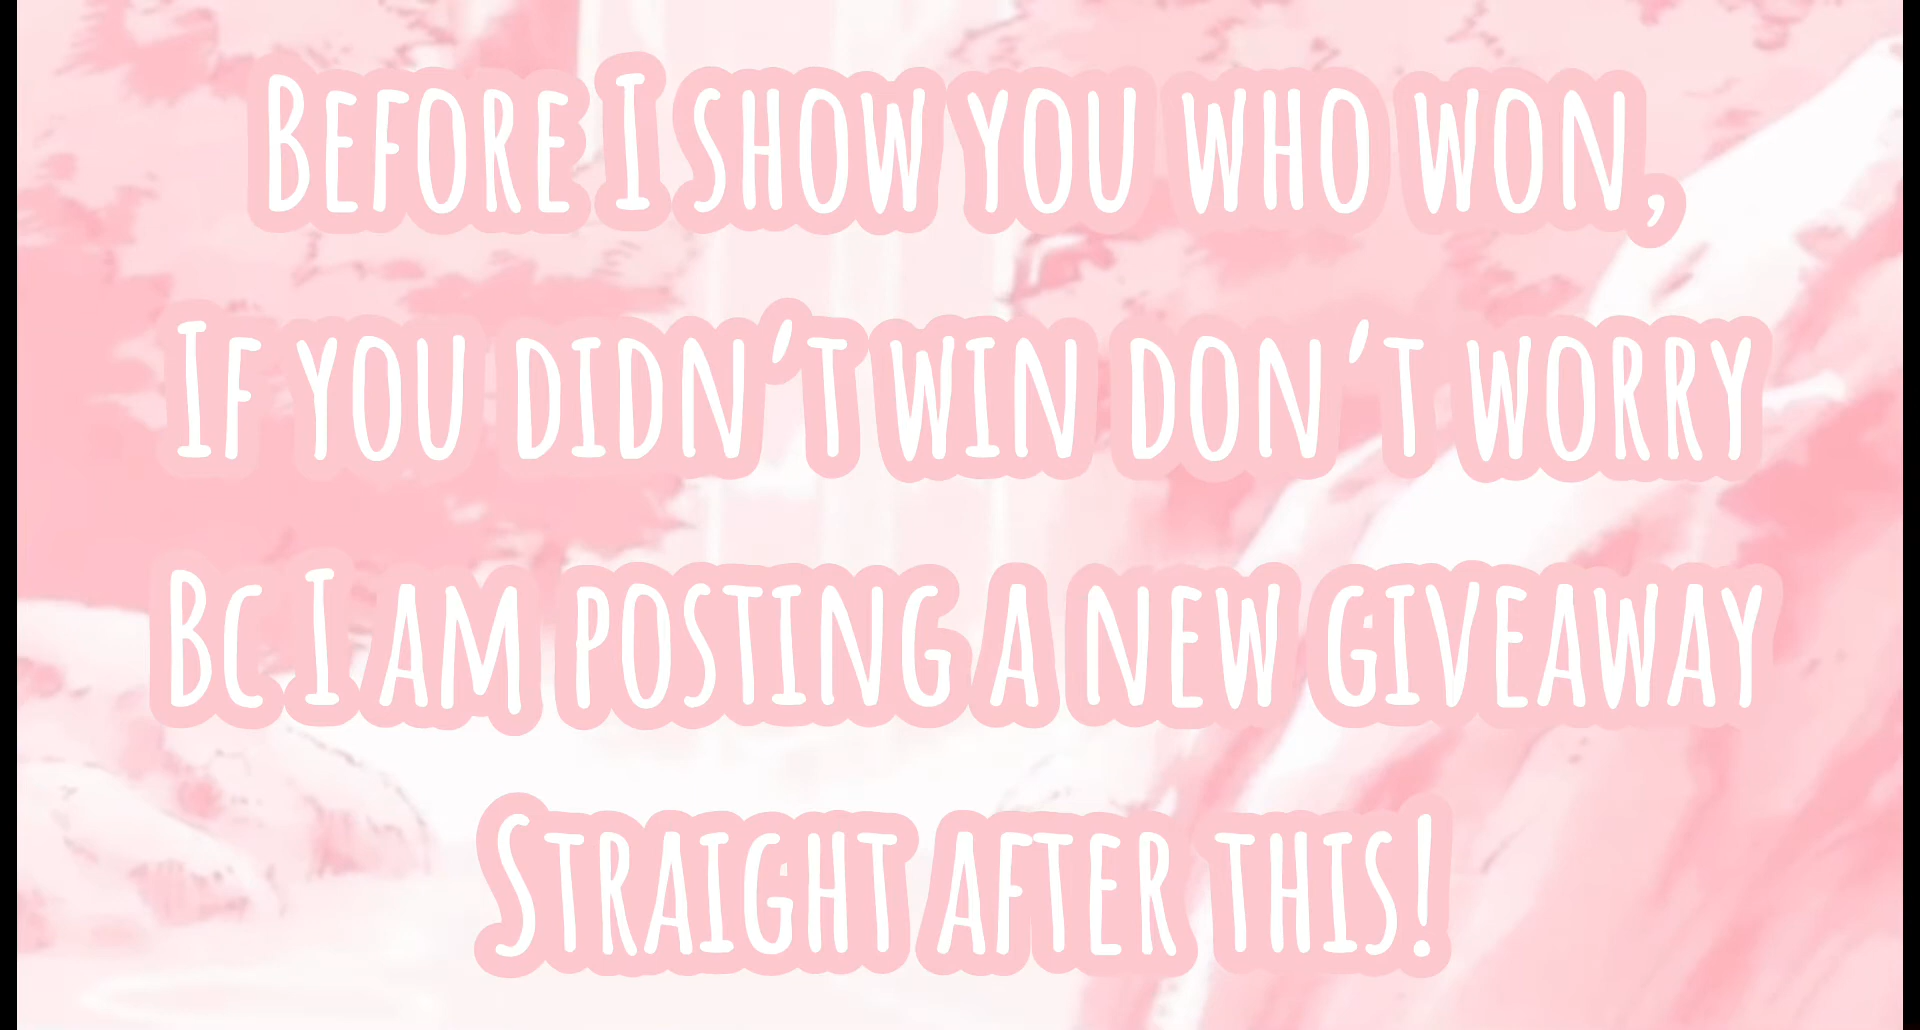 Before I show you who won,
If you didn't win don't worry
Bc I am posting a new giveaway
Straight after this!